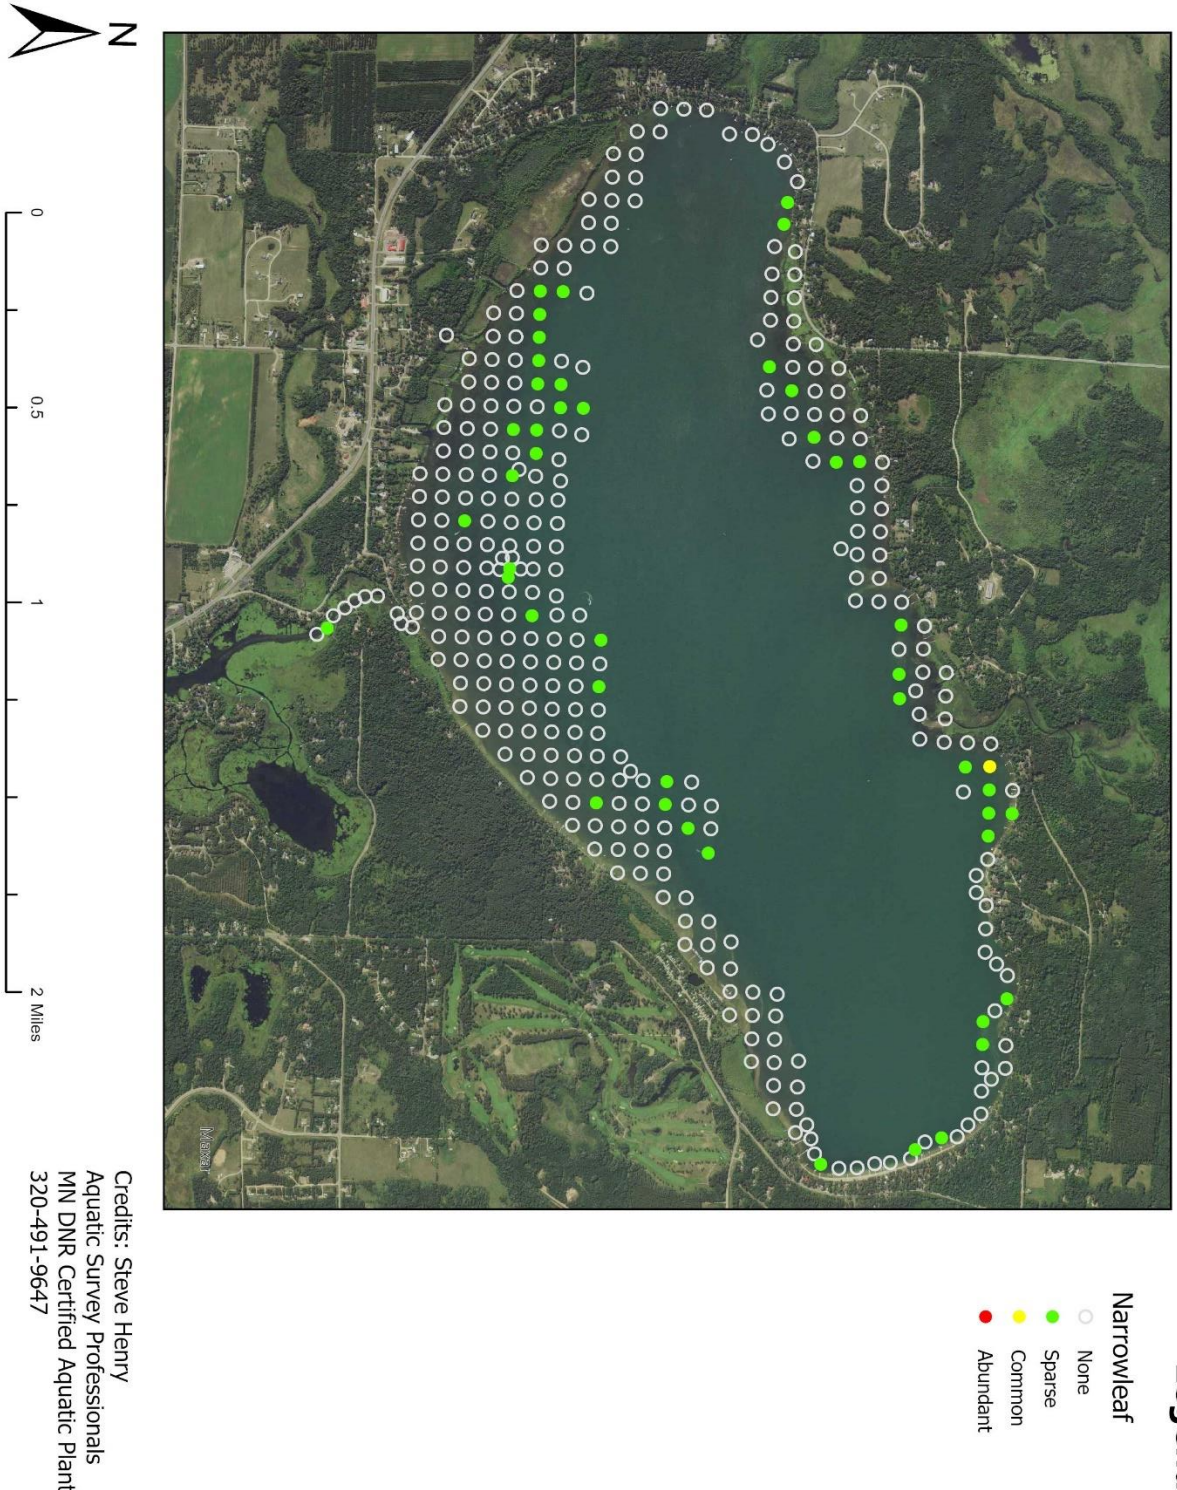 Narrowleaf
None
Sparse
Common
Abundant
N
0
0.5
1
2 Miles
Maxar
Credits: Steve Henry
Aquatic Survey Professionals
MN DNR Certified Aquatic Plant
320-491-9647